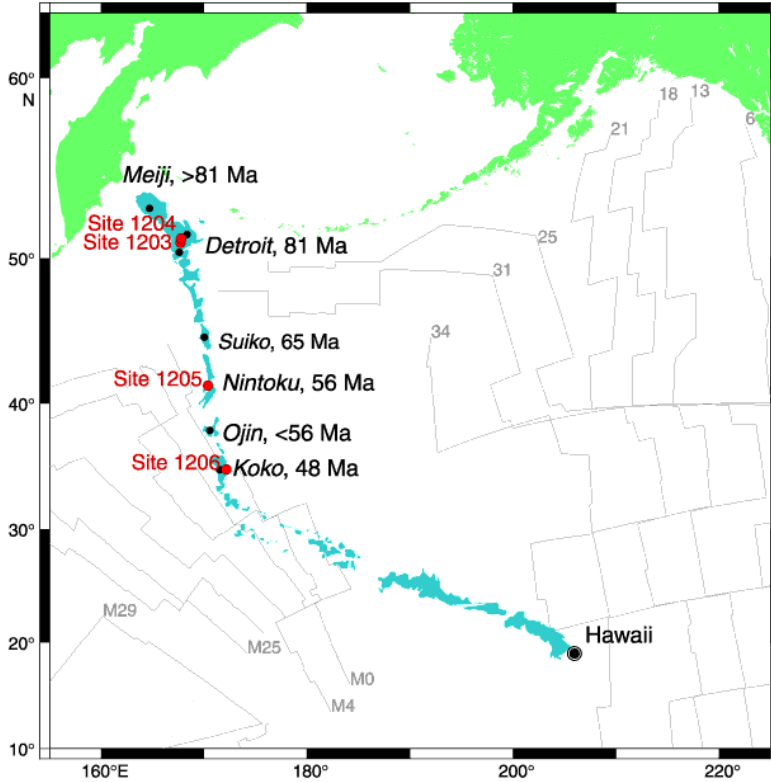 60°
N
50°
40°
30°
20°
10°
160°E
180°
200°
220°
Meiji, >81 Ma
Site 1204
Site 1203
Detroit, 81 Ma
Suiko, 65 Ma
Site 1205
Nintoku, 56 Ma
Ojin, <56 Ma
Site 1206
Koko, 48 Ma
Hawaii
18
13
6
21
25
31
34
M29
M25
M0
M4